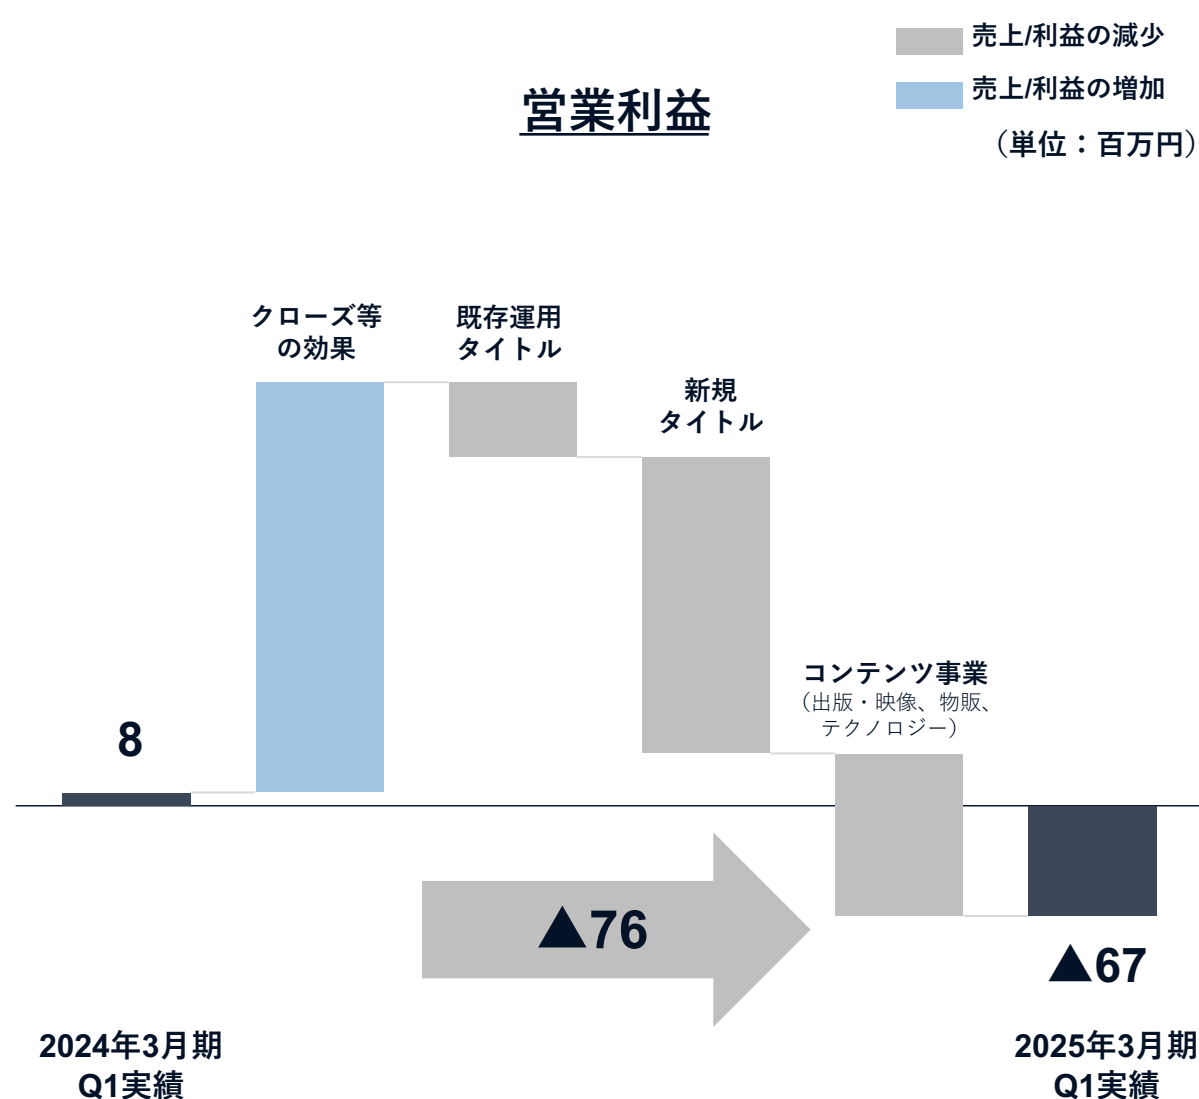 売上/利益の減少
営業利益
売上/利益の増加
（単位：百万円）
クローズ等
の効果
既存運用
タイトル
新規
タイトル
コンテンツ事業
（出版・映像、物販、
テクノロジー）
8
▲76
▲67
2024年3月期
Q1実績
2025年3月期
Q1実績